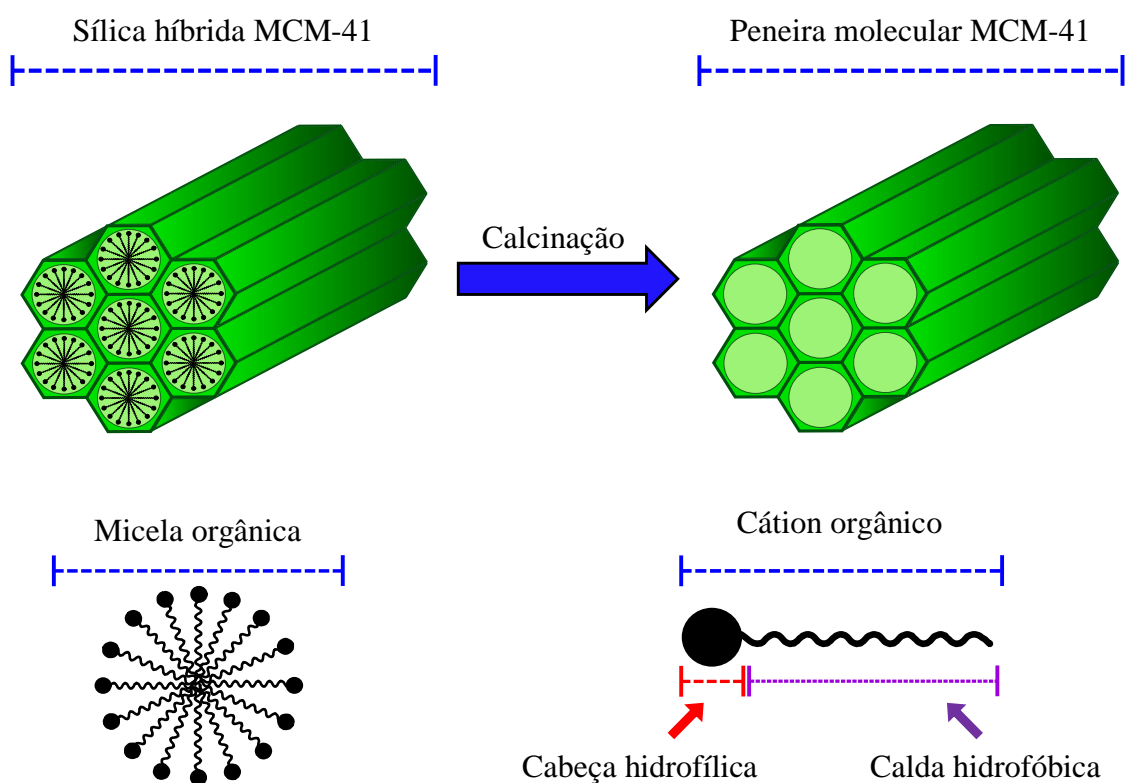 Sílica híbrida MCM-41
Peneira molecular MCM-41
Calcinação
Micela orgânica
Cátion orgânico
Cabeça hidrofílica
Calda hidrofóbica